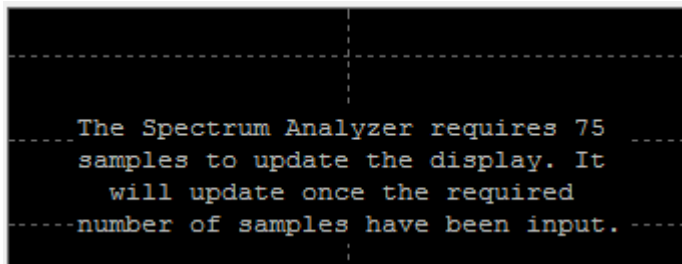 The Spectrum Analyzer requires 75
samples to update the display. It
will update once the required
number of samples have been input.